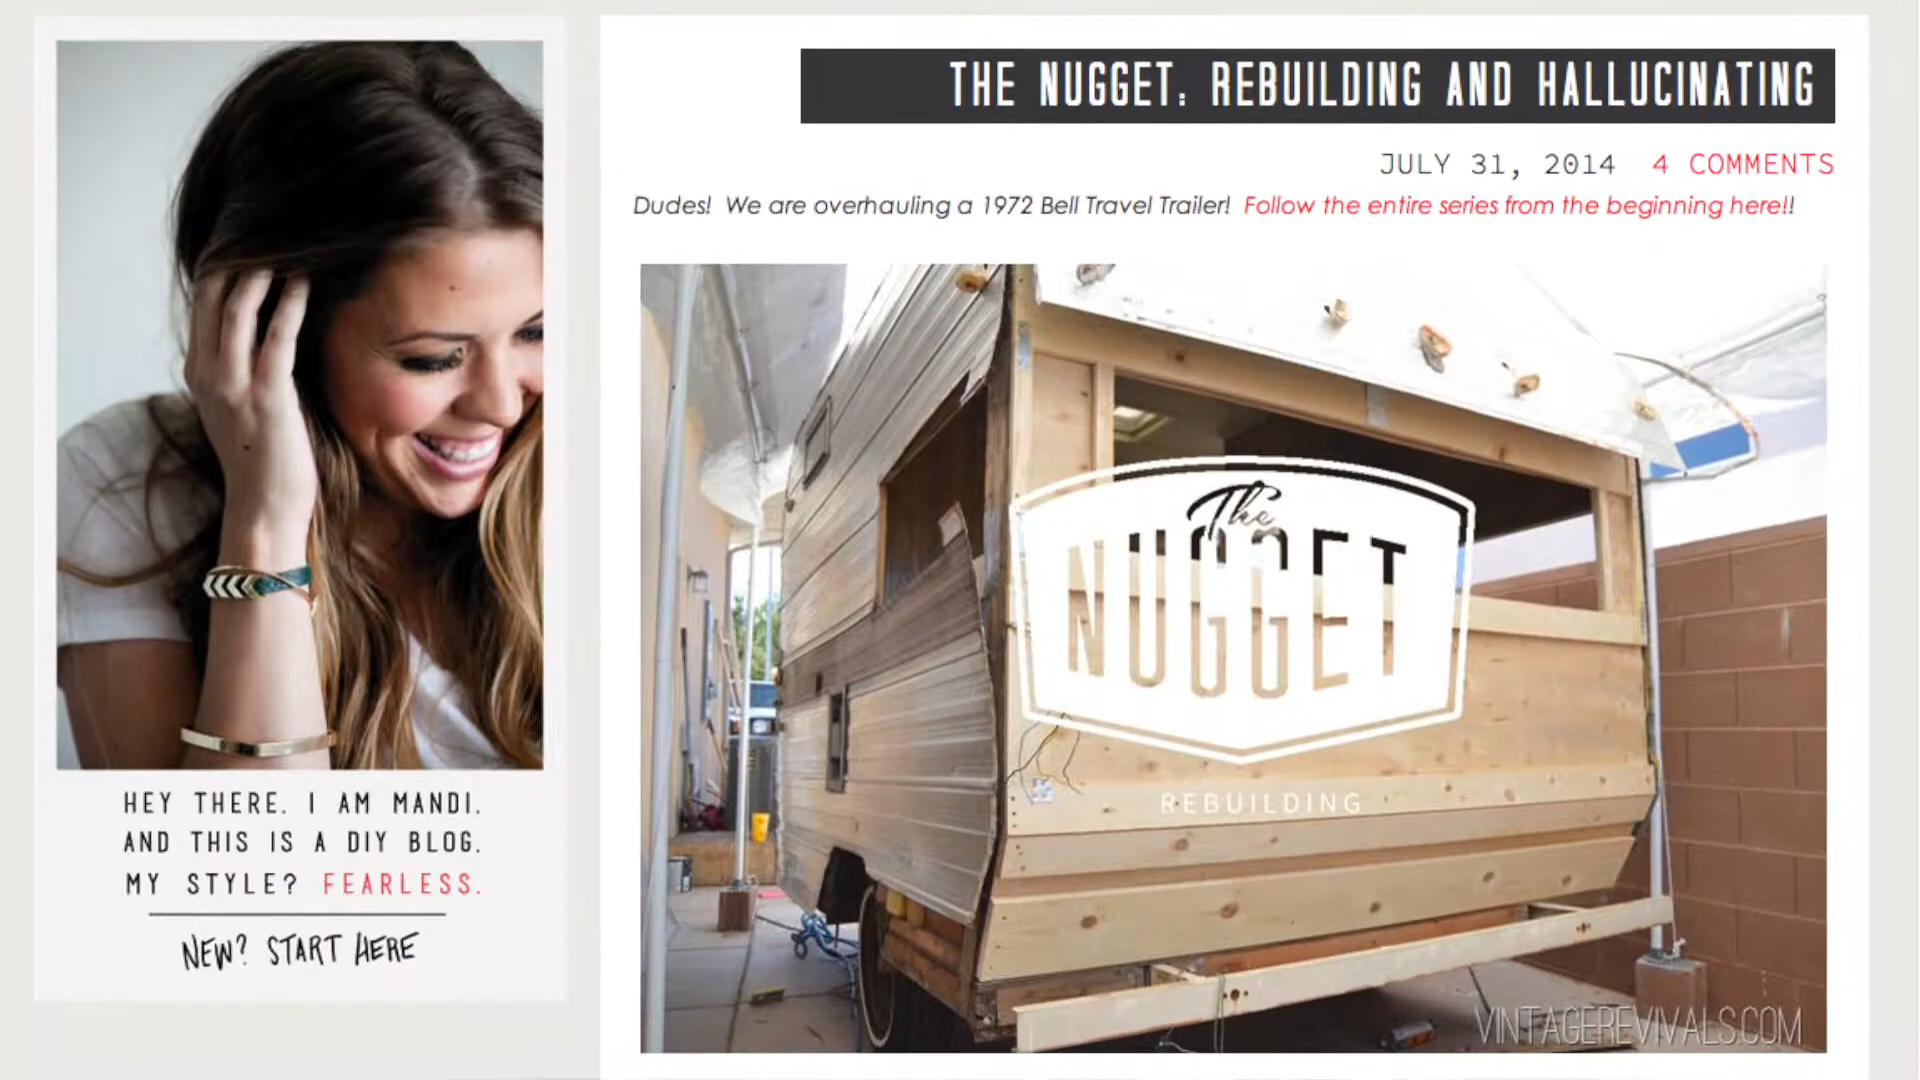 THE NUGGET: REBUILDING AND HALLUCINATING
JULY 31, 2014 4 COMMENTS
Dudes! We are overhauling a 1972 Bell Travel Trailer! Follow the entire series from the beginning here!!
The
NUGGET
REBUILDING
VINTAGEREVIVALS.COM
HEY THERE. I AM MANDI.
AND THIS IS A DIY BLOG.
MY STYLE? FEARLESS.
NEW? START HERE